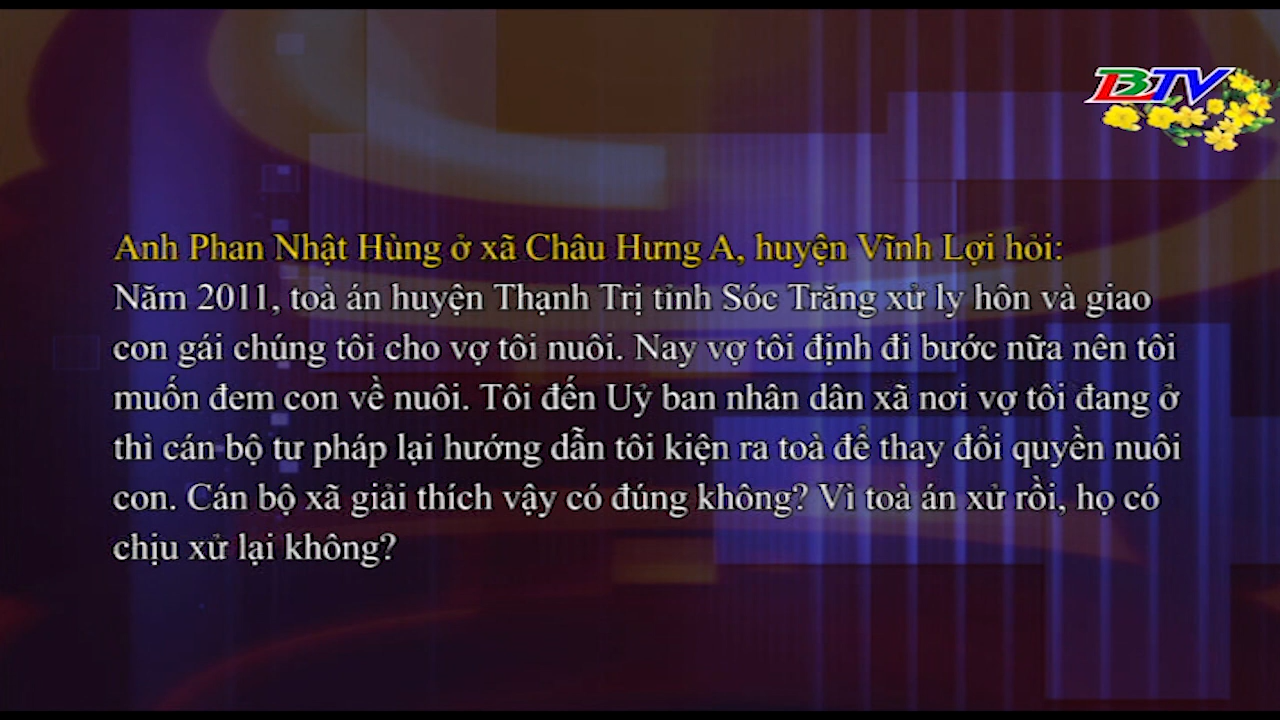 BTV
Anh Phan Nhật Hùng ở xã Châu Hưng A, huyện Vĩnh Lợi hỏi:
Năm 2011, toà án huyện Thạnh Trị tỉnh Sóc Trăng xử ly hôn và giao
con gái chúng tôi cho vợ tôi nuôi. Nay vợ tôi định đi bước nữa nên tôi
muốn đem con về nuôi. Tôi đến Uỷ ban nhân dân xã nơi vợ tôi đang ở
thì cán bộ tư pháp lại hướng dẫn tôi kiện ra toà để thay đổi quyền nuôi
con. Cán bộ xã giải thích vậy có đúng không? Vì toà án xử rồi, họ có
chịu xử lại không?